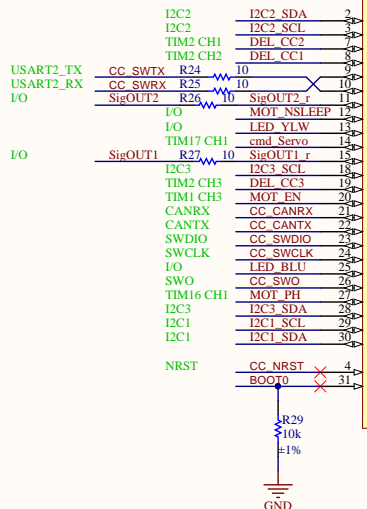 I2C2 I2C2_SDA 2
I2C2 I2C2_SCL 3
TIM2 CH1 DEL_CC2 7
TIM2 CH2 DEL_CC1 8
USART2_TX CC_SWTX R24 10 9
USART2_RX CC_SWRX R25 10 10
I/O SigOUT2 R26 10 SigOUT2_r 11
I/O MOT_NSLEEP 12
I/O LED_YLW 13
TIM17 CH1 cmd_Servo 14
I/O SigOUT1 R27 10 SigOUT1_r 15
I2C3 I2C3_SCL 18
TIM2 CH3 DEL_CC3 19
TIM1 CH3 MOT_EN 20
CANRX CC_CANRX 21
CANTX CC_CANTX 22
SWDIO CC_SWDIO 23
SWCLK CC_SWCLK 24
I/O LED_BLU 25
SWO CC_SWO 26
TIM16 CH1 MOT_PH 27
I2C3 I2C3_SDA 28
I2C1 I2C1_SCL 29
I2C1 I2C1_SDA 30
NRST CC_NRST 4
BOOT0 31
R29
10k
±1%
GND